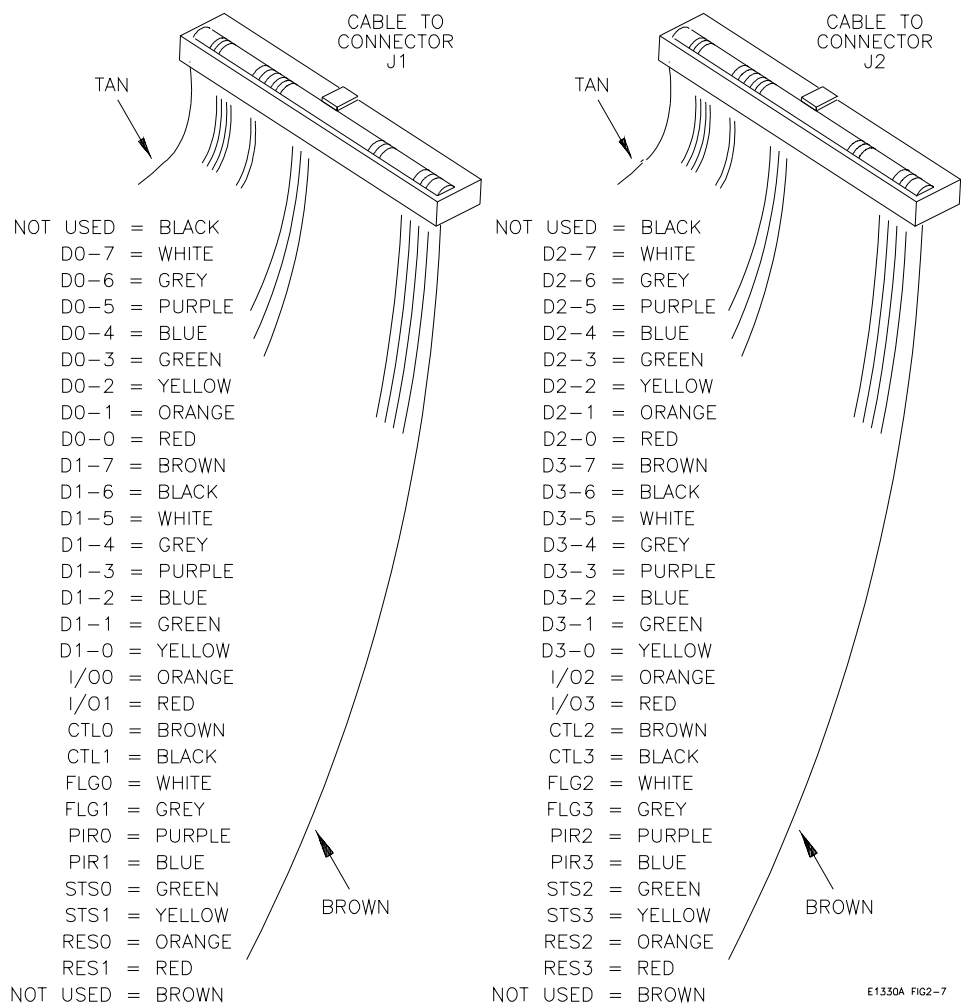 CABLE TO
CONNECTOR
J1
TAN
NOT USED = BLACK
D0-7 = WHITE
D0-6 = GREY
D0-5 = PURPLE
D0-4 = BLUE
D0-3 = GREEN
D0-2 = YELLOW
D0-1 = ORANGE
D0-0 = RED
D1-7 = BROWN
D1-6 = BLACK
D1-5 = WHITE
D1-4 = GREY
D1-3 = PURPLE
D1-2 = BLUE
D1-1 = GREEN
D1-0 = YELLOW
I/O0 = ORANGE
I/O1 = RED
CTL0 = BROWN
CTL1 = BLACK
FLG0 = WHITE
FLG1 = GREY
PIR0 = PURPLE
PIR1 = BLUE
STS0 = GREEN
STS1 = YELLOW
RES0 = ORANGE
RES1 = RED
NOT USED = BROWN
BROWN
CABLE TO
CONNECTOR
J2
TAN
NOT USED = BLACK
D2-7 = WHITE
D2-6 = GREY
D2-5 = PURPLE
D2-4 = BLUE
D2-3 = GREEN
D2-2 = YELLOW
D2-1 = ORANGE
D2-0 = RED
D3-7 = BROWN
D3-6 = BLACK
D3-5 = WHITE
D3-4 = GREY
D3-3 = PURPLE
D3-2 = BLUE
D3-1 = GREEN
D3-0 = YELLOW
I/O2 = ORANGE
I/O3 = RED
CTL2 = BROWN
CTL3 = BLACK
FLG2 = WHITE
FLG3 = GREY
PIR2 = PURPLE
PIR3 = BLUE
STS2 = GREEN
STS3 = YELLOW
RES2 = ORANGE
RES3 = RED
NOT USED = BROWN
BROWN
E1330A FIG2-7